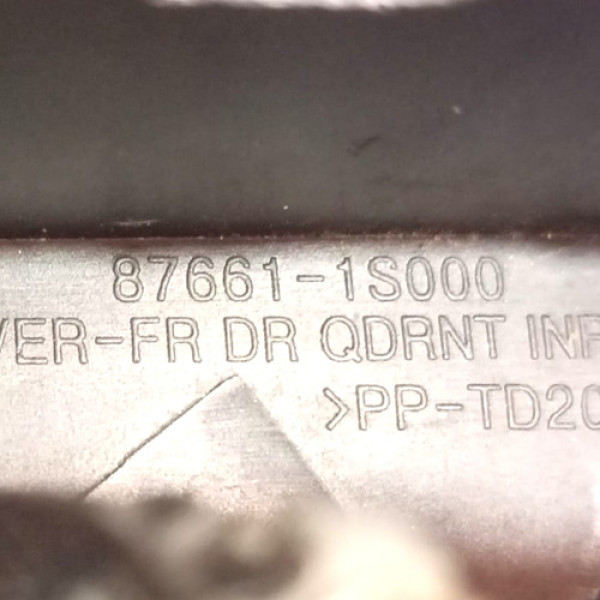 87661-1S000
VER-FR DR QDRNT INR
>PP-TD20